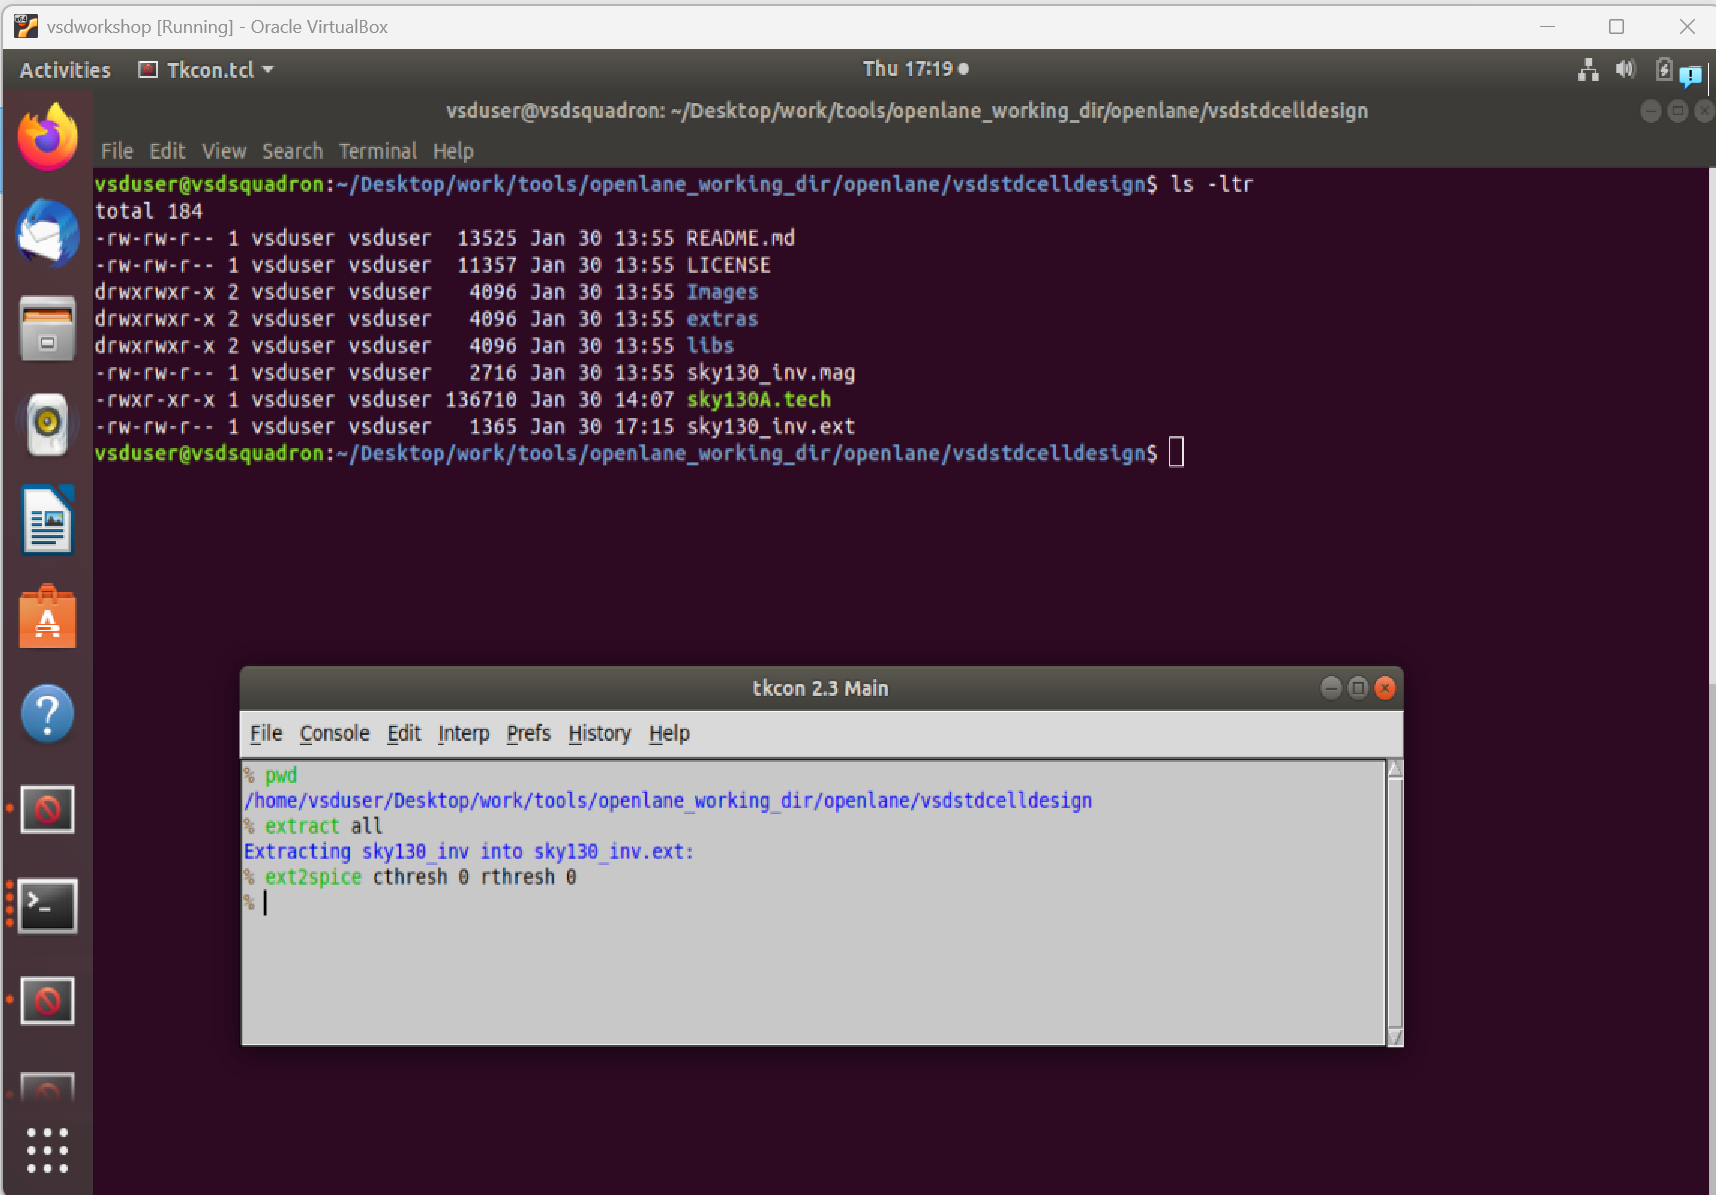 vsdworkshop [Running] - Oracle VirtualBox
Activities Tkcon.tcl Thu 17:19
vsduser@vsdsquadron: ~/Desktop/work/tools/openlane_working_dir/openlane/vsdstdcelldesign
File Edit View Search Terminal Help
vsduser@vsdsquadron:~/Desktop/work/tools/openlane_working_dir/openlane/vsdstdcelldesign$ ls -ltr
total 184
-rw-rw-r-- 1 vsduser vsduser  13525 Jan 30 13:55 README.md
-rw-rw-r-- 1 vsduser vsduser  11357 Jan 30 13:55 LICENSE
drwxrwxr-x 2 vsduser vsduser   4096 Jan 30 13:55 Images
drwxrwxr-x 2 vsduser vsduser   4096 Jan 30 13:55 extras
drwxrwxr-x 2 vsduser vsduser   4096 Jan 30 13:55 libs
-rw-rw-r-- 1 vsduser vsduser   2716 Jan 30 13:55 sky130_inv.mag
-rwxr-xr-x 1 vsduser vsduser 136710 Jan 30 14:07 sky130A.tech
-rw-rw-r-- 1 vsduser vsduser   1365 Jan 30 17:15 sky130_inv.ext
vsduser@vsdsquadron:~/Desktop/work/tools/openlane_working_dir/openlane/vsdstdcelldesign$
tkcon 2.3 Main
File Console Edit Interp Prefs History Help
% pwd
/home/vsduser/Desktop/work/tools/openlane_working_dir/openlane/vsdstdcelldesign
% extract all
Extracting sky130_inv into sky130_inv.ext:
% ext2spice cthresh 0 rthresh 0
%